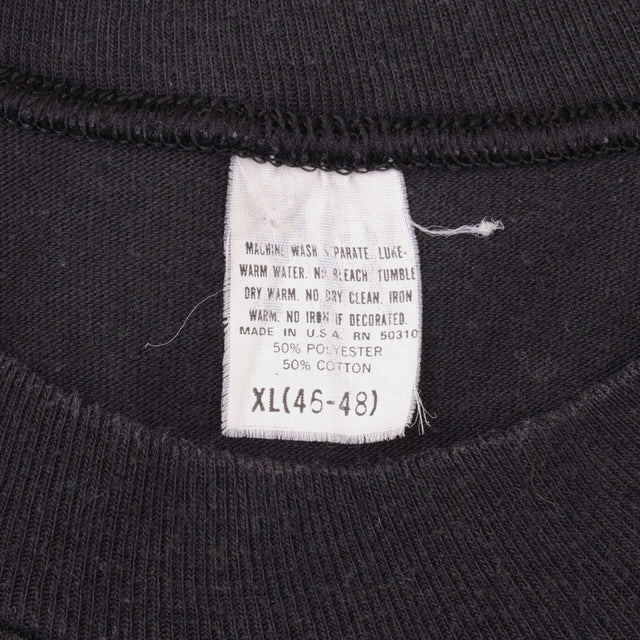 MACHINE WASH SEPARATE, LUKE-
WARM WATER. NO BLEACH TUMBLE
DRY WARM. NO DRY CLEAN. IRON
WARM. NO IRON IF DECORATED.
MADE IN U.S.A. RN 50310
50% POLYESTER
50% COTTON
XL(46-48)